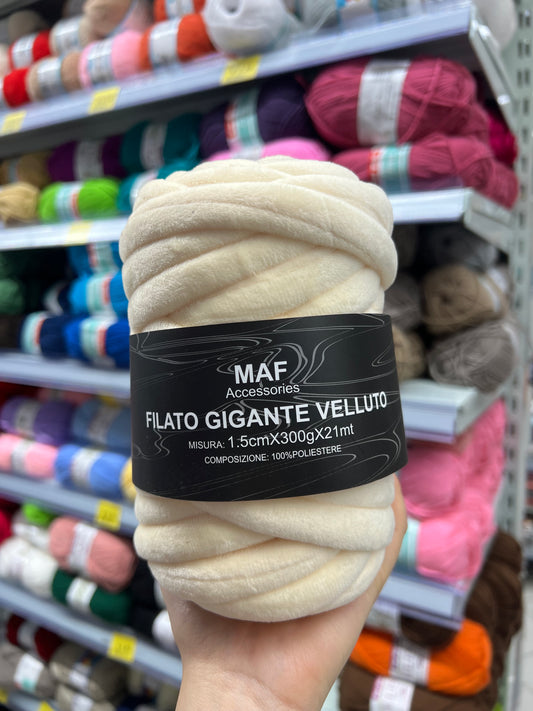 MAF
Accessories
FILATO GIGANTE VELLUTO
MISURA: 1.5cmX300gX21mt
COMPOSIZIONE: 100%POLIESTERE